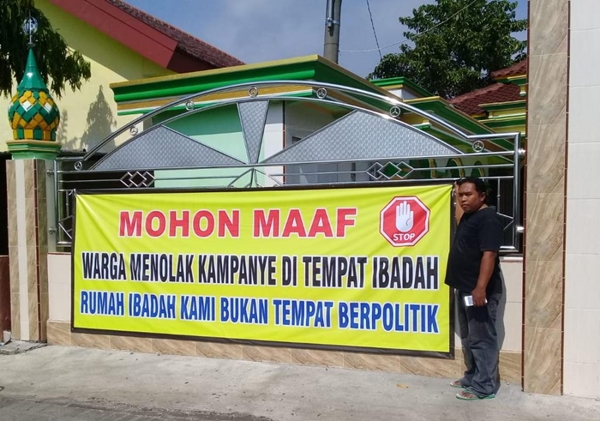 MOHON MAAF
STOP
WARGA MENOLAK KAMPANYE DI TEMPAT IBADAH
RUMAH IBADAH KAMI BUKAN TEMPAT BERPOLITIK